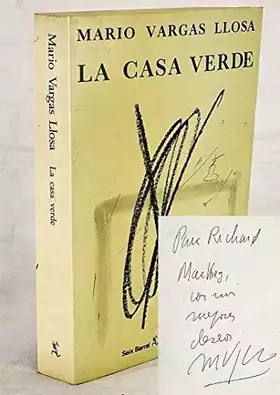 MARIO VARGAS LLOSA
LA CASA VERDE
Mario Vargas Llosa
La casa verde
Seix Barral
Para Richard
con mis
mejores
deseos